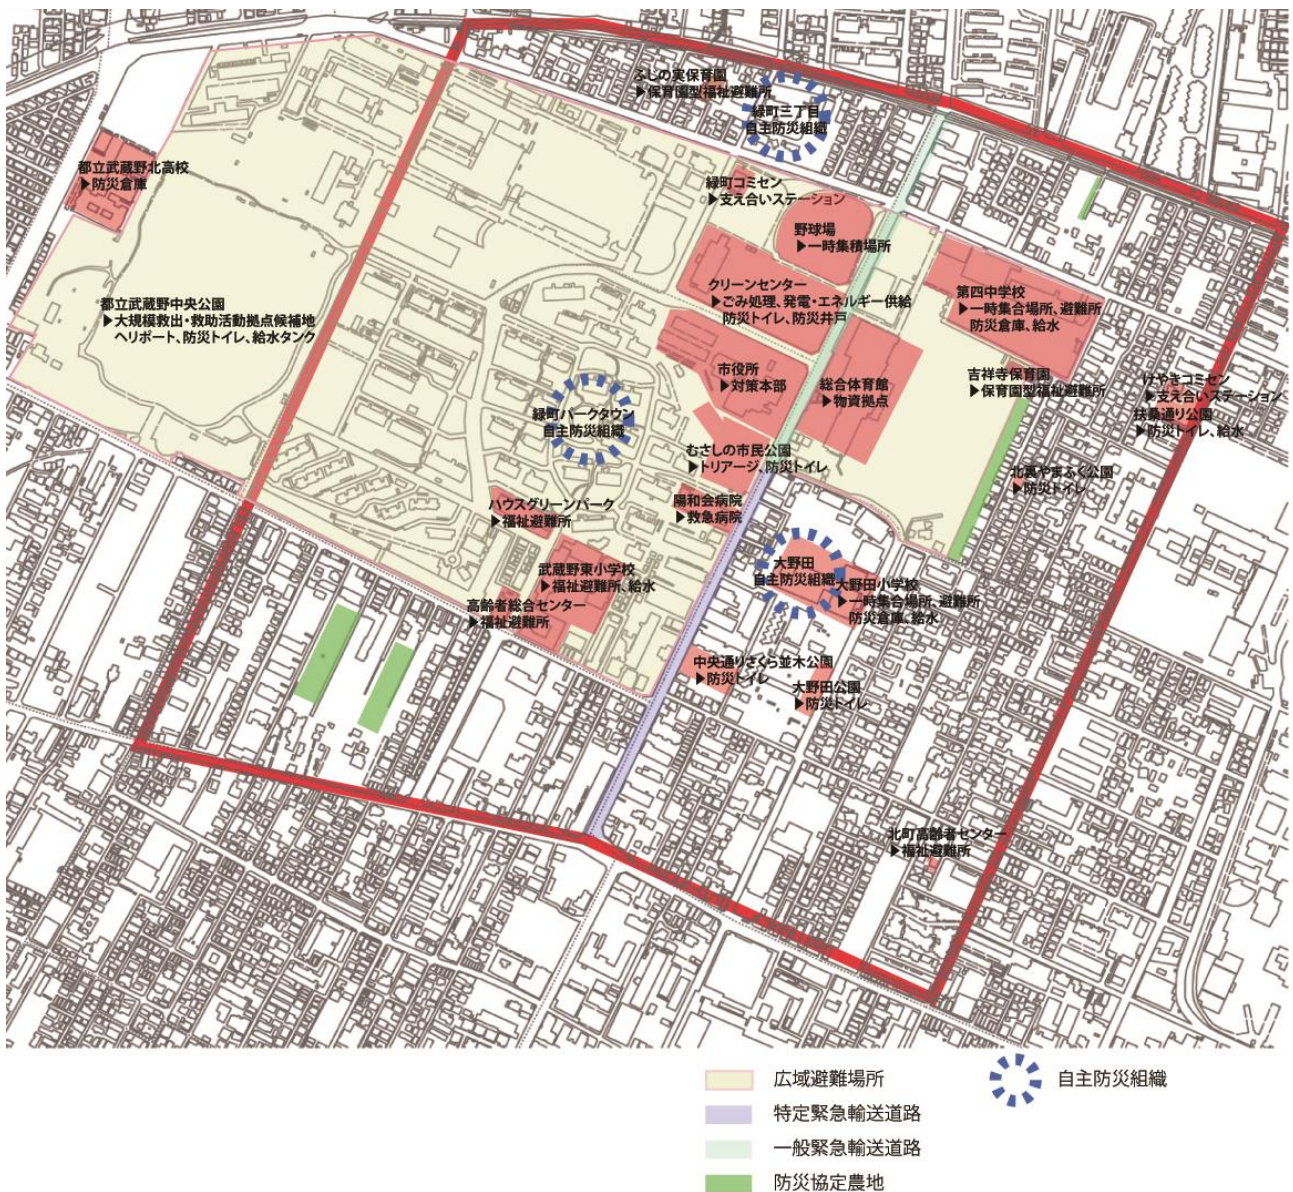 ふじの実保育園
▶保育園型福祉避難所
緑町三丁目
自主防災組織
都立武蔵野北高校
▶防災倉庫
緑町コミセン
▶支え合いステーション
野球場
▶一時集積場所
クリーンセンター
▶ごみ処理、発電・エネルギー供給
防災トイレ、防災井戸
第四中学校
▶一時集合場所、避難所
防災倉庫、給水
都立武蔵野中央公園
▶大規模救出・救助活動拠点候補地
ヘリポート、防災トイレ、給水タンク
市役所
▶対策本部
総合体育館
▶物資拠点
吉祥寺保育園
▶保育園型福祉避難所
けやきコミセン
▶支え合いステーション
扶桑通り公園
▶防災トイレ、給水
緑町パークタウン
自主防災組織
むさしの市民公園
▶トリアージ、防災トイレ
北裏やまぶく公園
▶防災トイレ
ハウスグリーンパーク
▶福祉避難所
陽和会病院
▶救急病院
武蔵野東小学校
▶福祉避難所、給水
大野田
自主防災組織
大野田小学校
▶一時集合場所、避難所
防災倉庫、給水
高齢者総合センター
▶福祉避難所
中央通りさくら並木公園
▶防災トイレ
大野田公園
▶防災トイレ
北町高齢者センター
▶福祉避難所
広域避難場所
自主防災組織
特定緊急輸送道路
一般緊急輸送道路
防災協定農地